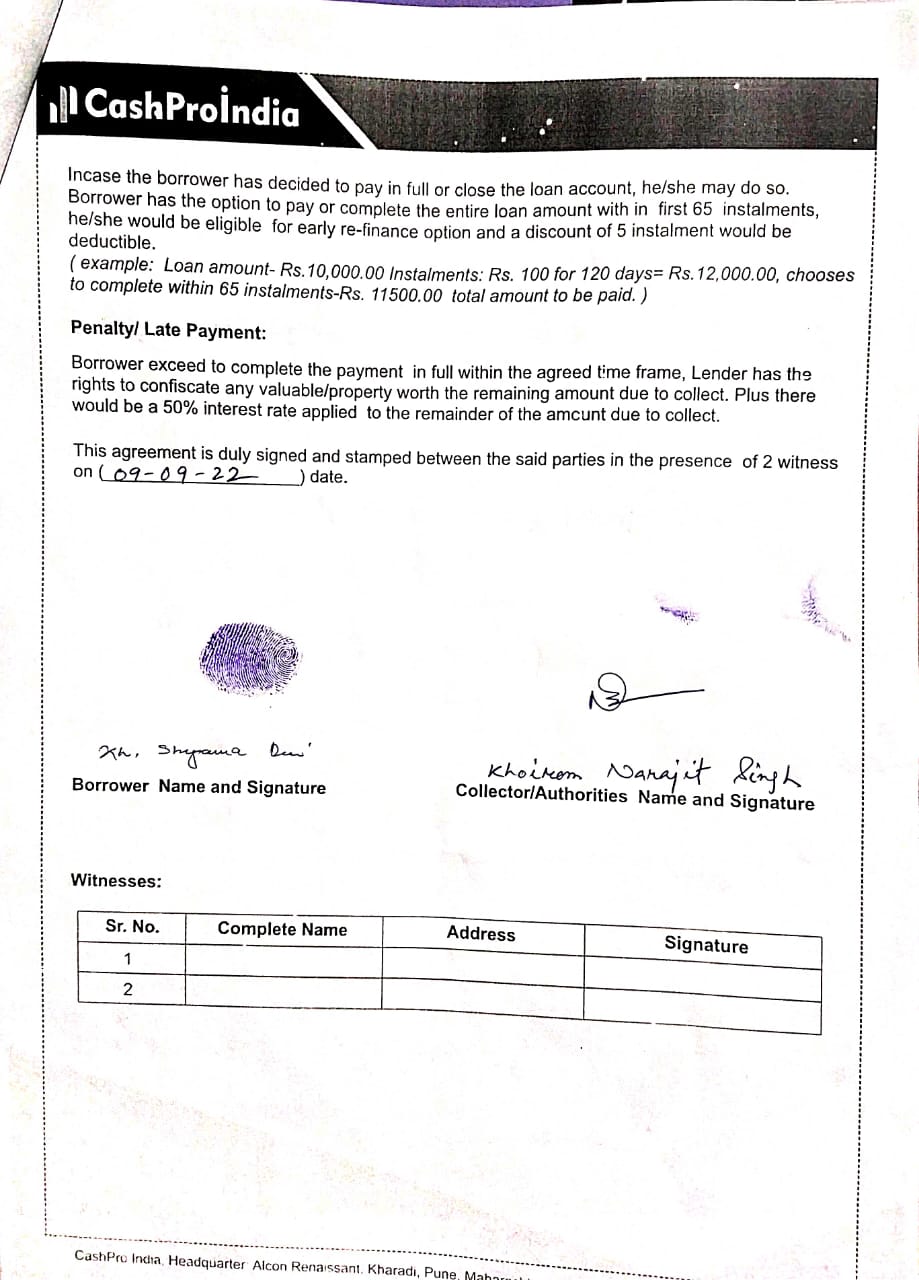 CashProİndia
Incase the borrower has decided to pay in full or close the loan account, he/she may do so.
Borrower has the option to pay or complete the entire loan amount with in first 65 instalments,
he/she would be eligible for early re-finance option and a discount of 5 instalment would be
deductible.
( example: Loan amount- Rs.10,000.00 Instalments: Rs. 100 for 120 days= Rs.12,000.00, chooses
to complete within 65 instalments-Rs. 11500.00 total amount to be paid. )
Penalty/ Late Payment:
Borrower exceed to complete the payment in full within the agreed time frame, Lender has the
rights to confiscate any valuable/property worth the remaining amount due to collect. Plus there
would be a 50% interest rate applied to the remainder of the amcunt due to collect.
This agreement is duly signed and stamped between the said parties in the presence of 2 witness
on ( 09-09-22 ) date.
Kh, Shyama Devi
Borrower Name and Signature
Khoirom Narajit Singh
Collector/Authorities Name and Signature
Witnesses:
Sr. No. Complete Name Address Signature
1
2
CashPro India, Headquarter Alcon Renaissant, Kharadi, Pune,